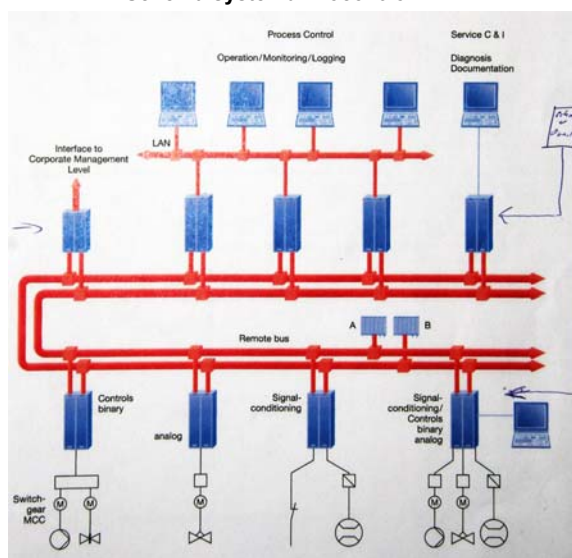 Process Control
Service C & I
Operation/Monitoring/Logging
Diagnosis
Documentation
LAN
Interface to
Corporate Management
Level
A
B
Remote bus
Controls
binary
analog
Signal-
conditioning
Signal-
conditioning/
Controls
binary
analog
Switch-
gear
MCC
M
M
M
M
M